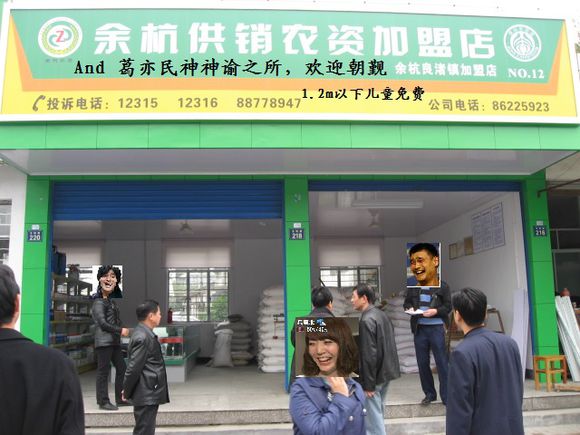 余杭供销农资加盟店
And 葛亦民神神谕之所，欢迎朝觐
余杭良渚镇加盟店 NO.12
1.2m以下儿童免费
投诉电话：12315 12316 88778947
公司电话：86225923
220
218
216